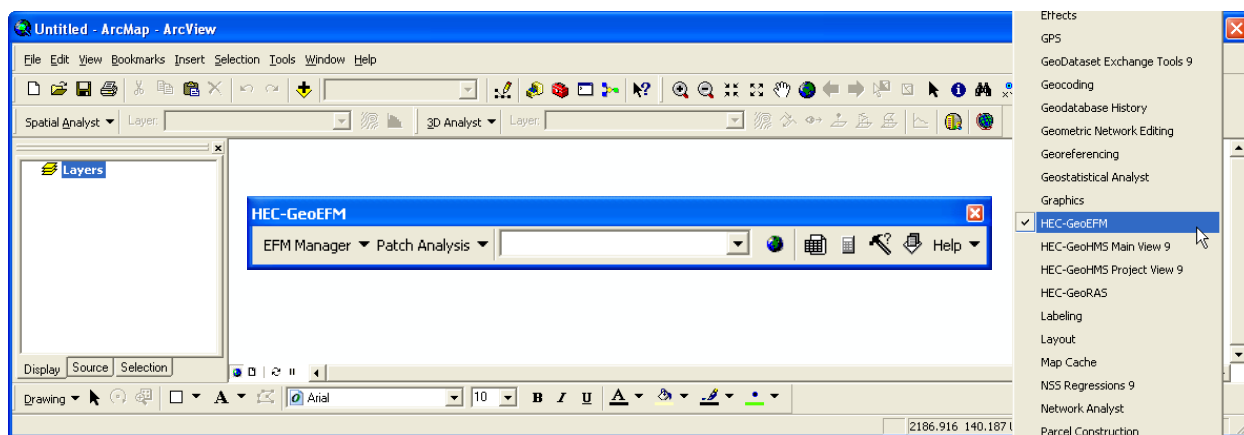 Untitled - ArcMap - ArcView
File Edit View Bookmarks Insert Selection Tools Window Help
Spatial Analyst Layer: 3D Analyst Layer:
Layers
HEC-GeoEFM
EFM Manager Patch Analysis Help
Display Source Selection
Drawing A Arial 10 B I U A
2186.916 140.187 U
Effects
GPS
GeoDataset Exchange Tools 9
Geocoding
Geodatabase History
Geometric Network Editing
Georeferencing
Geostatistical Analyst
Graphics
HEC-GeoEFM
HEC-GeoHMS Main View 9
HEC-GeoHMS Project View 9
HEC-GeoRAS
Labeling
Layout
Map Cache
NSS Regressions 9
Network Analyst
Parcel Construction